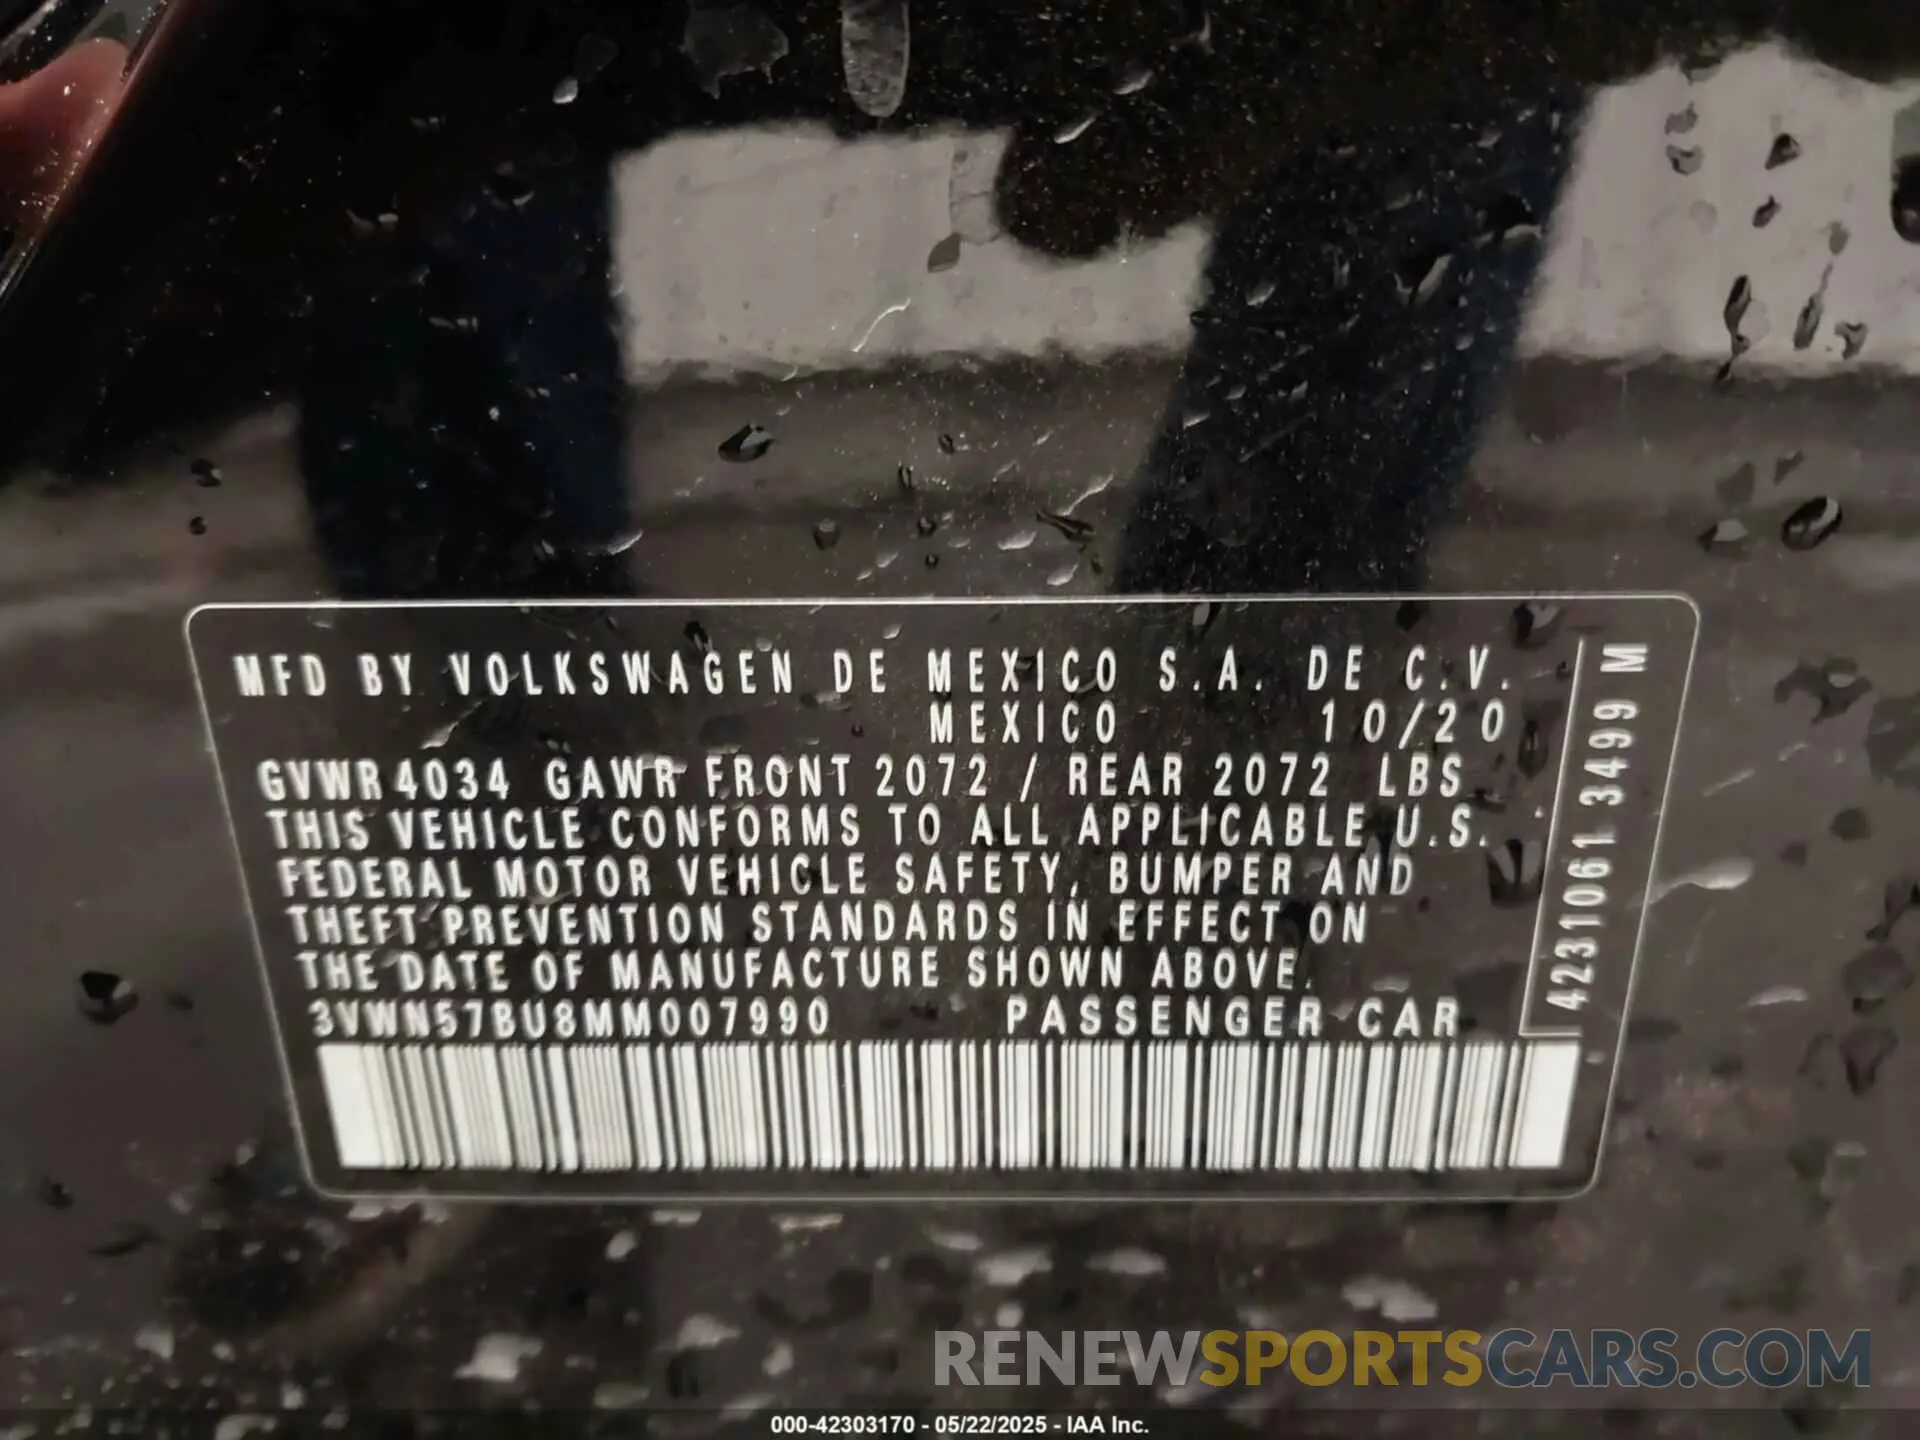 MFD BY VOLKSWAGEN DE MEXICO S.A. DE C.V.
MEXICO 10/20
GVWR 4034 GAWR FRONT 2072 / REAR 2072 LBS
THIS VEHICLE CONFORMS TO ALL APPLICABLE U.S.
FEDERAL MOTOR VEHICLE SAFETY, BUMPER AND
THEFT PREVENTION STANDARDS IN EFFECT ON
THE DATE OF MANUFACTURE SHOWN ABOVE.
3VWN57BU8MM007990 PASSENGER CAR
4231061 3499 M
RENEWSPORTSCARS.COM
000-42303170 - 05/22/2025 - IAA Inc.